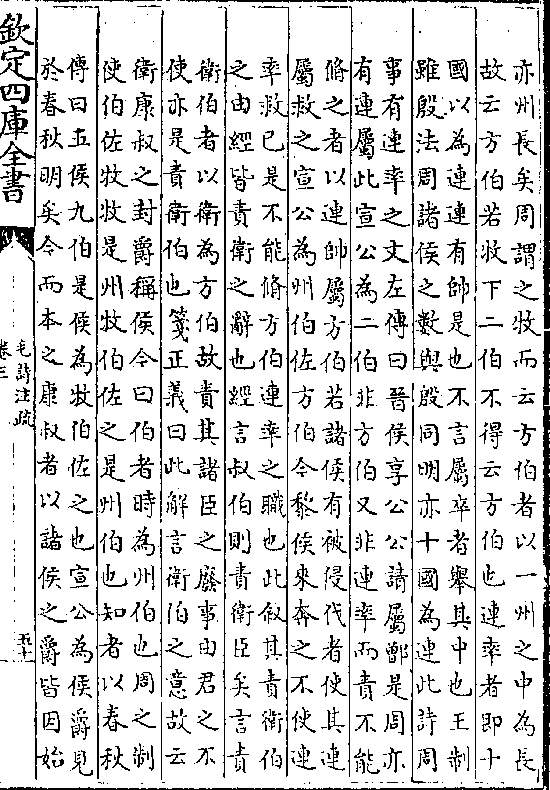 亦州長矣周謂之牧而云方伯者以一州之中為長
故云方伯若牧下二伯不得云方伯也連率者即十
國以為連連有帥是也不言屬卒者舉其中也王制
雖殷法周諸侯之數與殷同明亦十國為連此詩周
事有連率之文左傳曰晉侯享公公請屬鄫是周亦
有連屬此宣公為二伯非方伯又非連率而責不能
脩之者以連帥屬方伯若諸侯有被侵伐者使其連
屬救之宣公為州伯佐方伯今黎侯來奔之不使連
率救已是不能脩方伯連率之職也此叙其責衛伯
之由經皆責衛之辭也經言叔伯則責衛臣矣言責
衛伯者以衛為方伯故責其諸臣之廢事由君之不
使亦是責衛伯也箋正義曰此解言衛伯之意故云
衛康叔之封爵稱侯今曰伯者時為州伯也周之制
使伯佐牧牧是州牧伯佐之是州伯也知者以春秋
傳曰五侯九伯是侯為牧伯佐之也宣公為侯爵見
於春秋明矣今而本之康叔者以諸侯之爵皆因始
欽定四庫全書
毛詩注疏
卷三